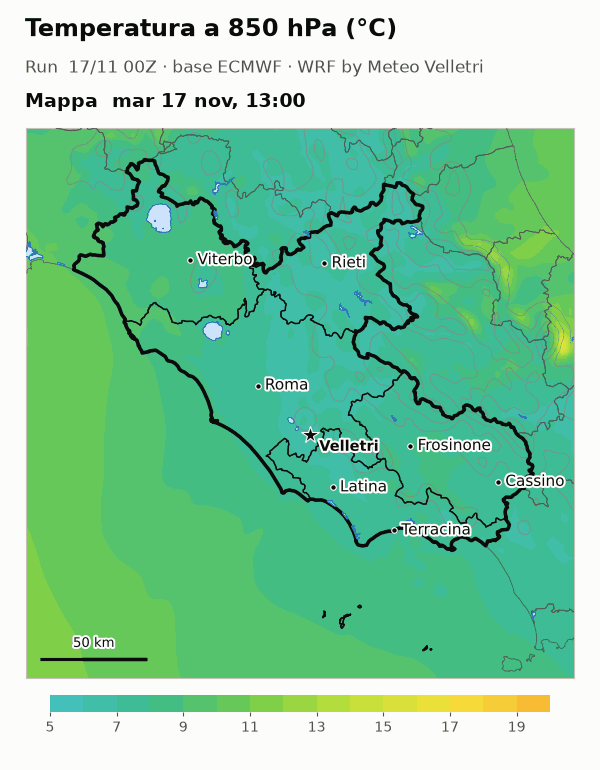 Temperatura a 850 hPa (°C)
Run  17/11 00Z · base ECMWF · WRF by Meteo Velletri
Mappa  mar 17 nov, 13:00
Viterbo
Rieti
Roma
Velletri
Frosinone
Cassino
Latina
Terracina
50 km
5 7 9 11 13 15 17 19